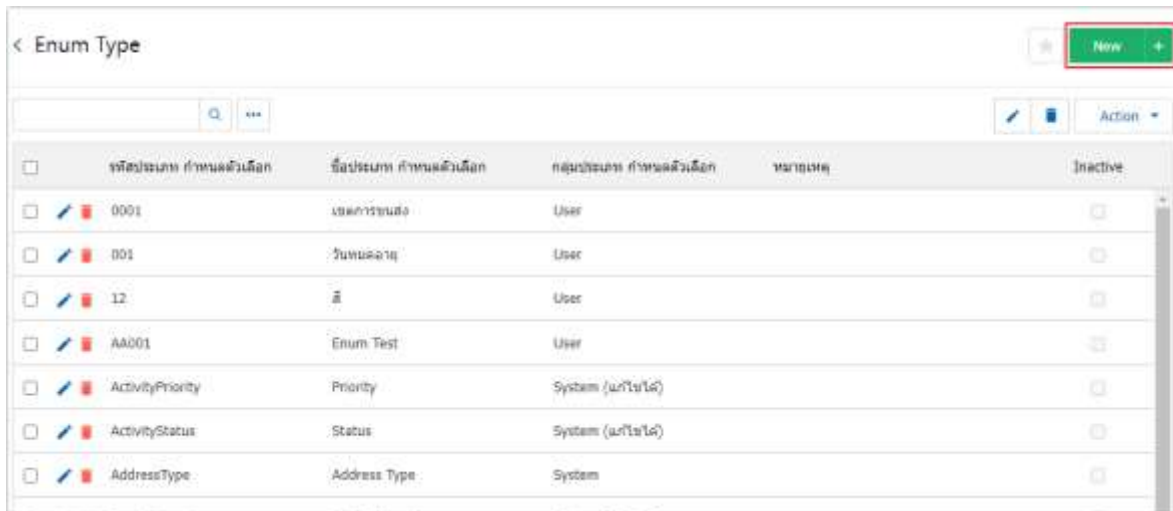 < Enum Type
New +
Action
รหัสประเภท กำหนดตัวเลือก ชื่อประเภท กำหนดตัวเลือก กลุ่มประเภท กำหนดตัวเลือก หมายเหตุ Inactive
0001 เขตการขนส่ง User
001 วันหมดอายุ User
12 สี User
AA001 Enum Test User
ActivityPriority Priority System (แก้ไขได้)
ActivityStatus Status System (แก้ไขได้)
AddressType Address Type System